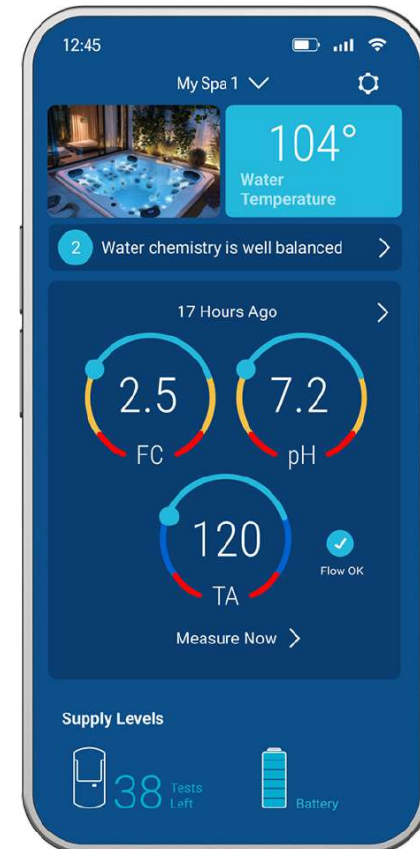 12:45
My Spa 1
104°
Water
Temperature
2 Water chemistry is well balanced
17 Hours Ago
2.5
FC
7.2
pH
120
TA
Flow OK
Measure Now
Supply Levels
38 Tests
Left
Battery